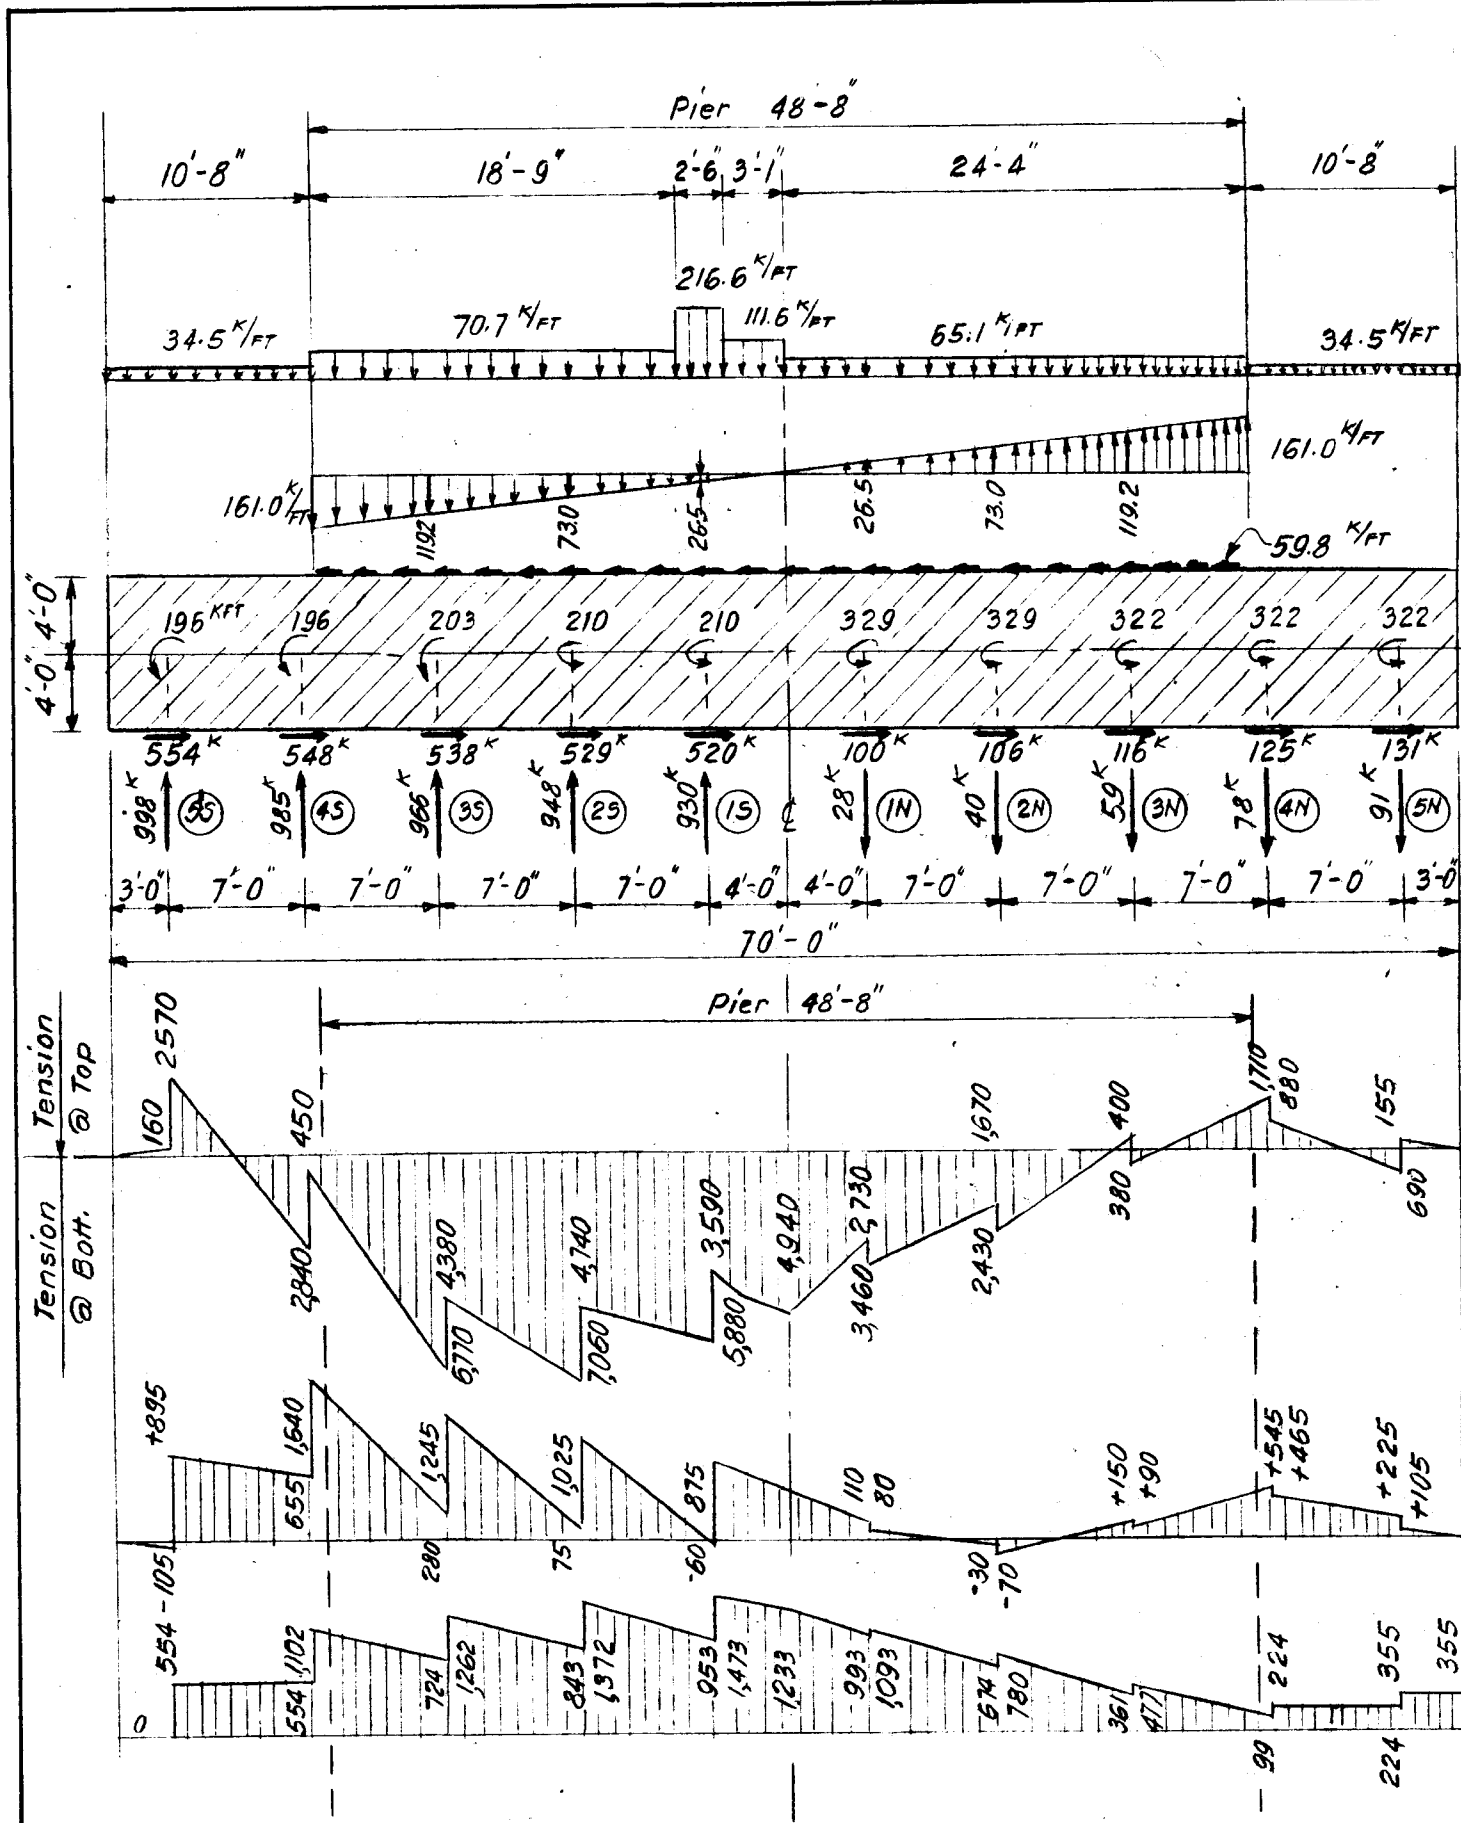 Pier 48'-8"
10'-8" 18'-9" 2'-6" 3'-1" 24'-4" 10'-8"
216.6 K/FT
34.5 K/FT 70.7 K/FT 111.6 K/FT 65.1 K/FT 34.5 K/FT
161.0 K/FT 161.0 K/FT
119.2 73.0 26.5 26.5 73.0 119.2
59.8 K/FT
4'-0" 4'-0"
195 KFT 196 203 210 210 329 329 322 322 322
554K 548K 538K 529K 520K 100K 106K 116K 125K 131K
998K 5S 985K 4S 966K 3S 948K 2S 930K 1S ℄ 28K 1N 40K 2N 59K 3N 78K 4N 91K 5N
3'-0" 7'-0" 7'-0" 7'-0" 7'-0" 4'-0" 4'-0" 7'-0" 7'-0" 7'-0" 7'-0" 3'-0"
70'-0"
Pier 48'-8"
Tension @ Top
Tension @ Bott.
160 2570 450 1,670 400 1,710 880 155
2,840 4,380 4,740 3,590 4,940 2,730 380 690
6,770 7,060 5,880 3,460 2,430
+895 1,640 1,245 1,025 875 110 80 +150 +90 +545 +465 +225 +105
-105 655 280 75 -60 -30 -70
554 1,102 224 355 355
0 554 724 1,262 843 1,372 953 1,473 1,233 993 1,093 674 780 361 477 99 224